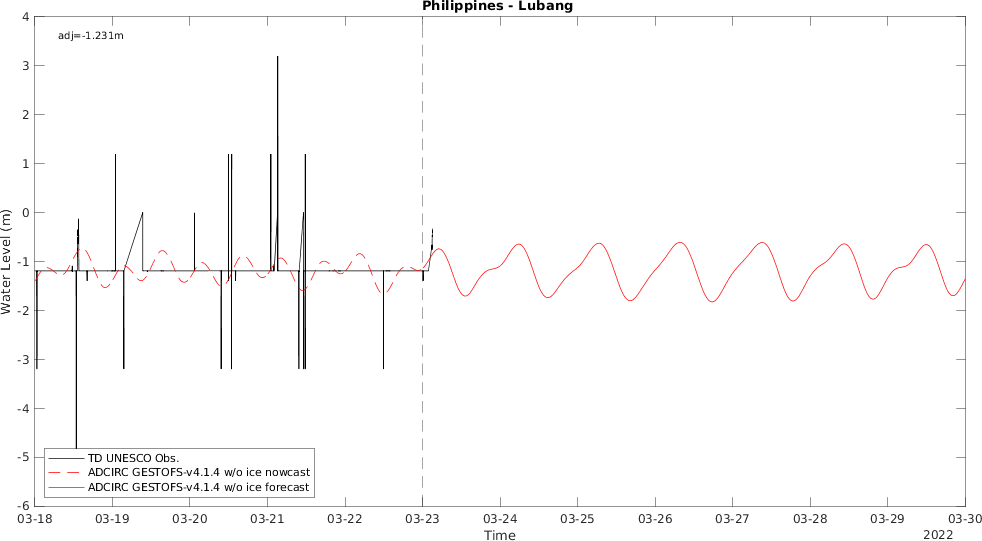 Philippines - Lubang
adj=-1.231m
4
3
2
1
0
-1
-2
-3
-4
-5
-6
Water Level (m)
TD UNESCO Obs.
ADCIRC GESTOFS-v4.1.4 w/o ice nowcast
ADCIRC GESTOFS-v4.1.4 w/o ice forecast
03-18 03-19 03-20 03-21 03-22 03-23 03-24 03-25 03-26 03-27 03-28 03-29 03-30
Time
2022